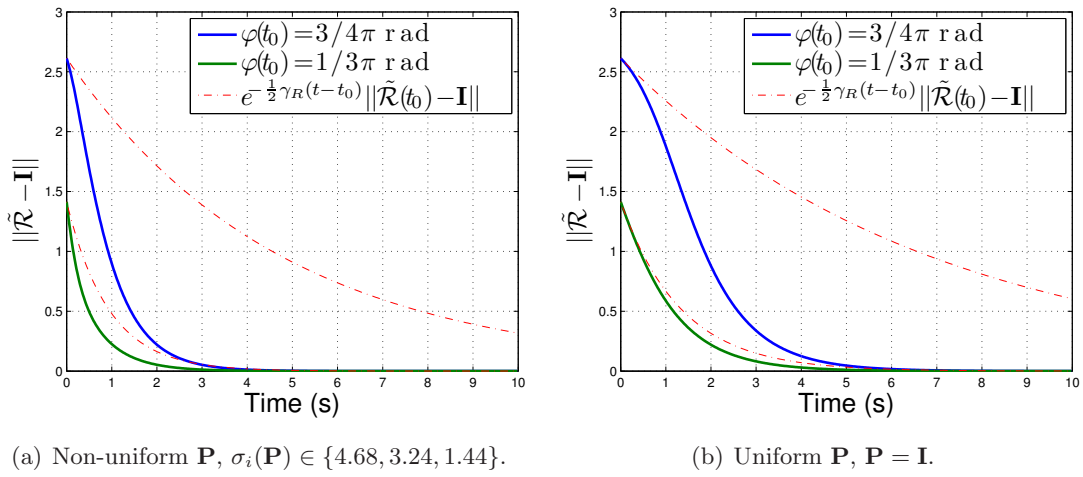 3
2.5
2
1.5
1
0.5
0
0 1 2 3 4 5 6 7 8 9 10
Time (s)
||R̃ − I||
φ(t₀)=3/4π rad
φ(t₀)=1/3π rad
e^{−½γ_R(t−t₀)}||R̃(t₀)−I||
(a) Non-uniform P, σᵢ(P) ∈ {4.68, 3.24, 1.44}.
3
2.5
2
1.5
1
0.5
0
0 1 2 3 4 5 6 7 8 9 10
Time (s)
||R̃ − I||
φ(t₀)=3/4π rad
φ(t₀)=1/3π rad
e^{−½γ_R(t−t₀)}||R̃(t₀)−I||
(b) Uniform P, P = I.